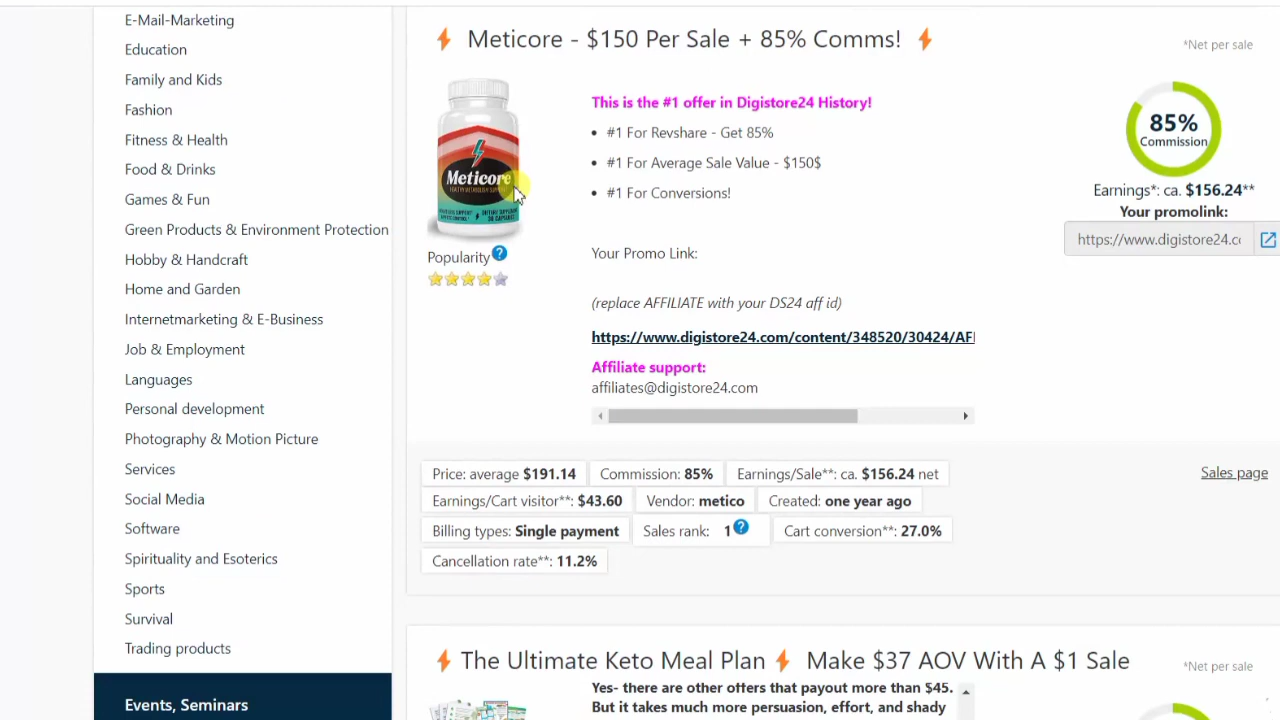 E-Mail-Marketing
Education
Family and Kids
Fashion
Fitness & Health
Food & Drinks
Games & Fun
Green Products & Environment Protection
Hobby & Handcraft
Home and Garden
Internetmarketing & E-Business
Job & Employment
Languages
Personal development
Photography & Motion Picture
Services
Social Media
Software
Spirituality and Esoterics
Sports
Survival
Trading products
Events, Seminars
Meticore - $150 Per Sale + 85% Comms!
*Net per sale
Meticore
Popularity
This is the #1 offer in Digistore24 History!
#1 For Revshare - Get 85%
#1 For Average Sale Value - $150$
#1 For Conversions!
Your Promo Link:
(replace AFFILIATE with your DS24 aff id)
https://www.digistore24.com/content/348520/30424/AF
Affiliate support:
affiliates@digistore24.com
85%
Commission
Earnings*: ca. $156.24**
Your promolink:
https://www.digistore24.c
Price: average $191.14 Commission: 85% Earnings/Sale**: ca. $156.24 net
Earnings/Cart visitor**: $43.60 Vendor: metico Created: one year ago
Billing types: Single payment Sales rank: 1 Cart conversion**: 27.0%
Cancellation rate**: 11.2%
Sales page
The Ultimate Keto Meal Plan Make $37 AOV With A $1 Sale
*Net per sale
Yes- there are other offers that payout more than $45.
But it takes much more persuasion, effort, and shady